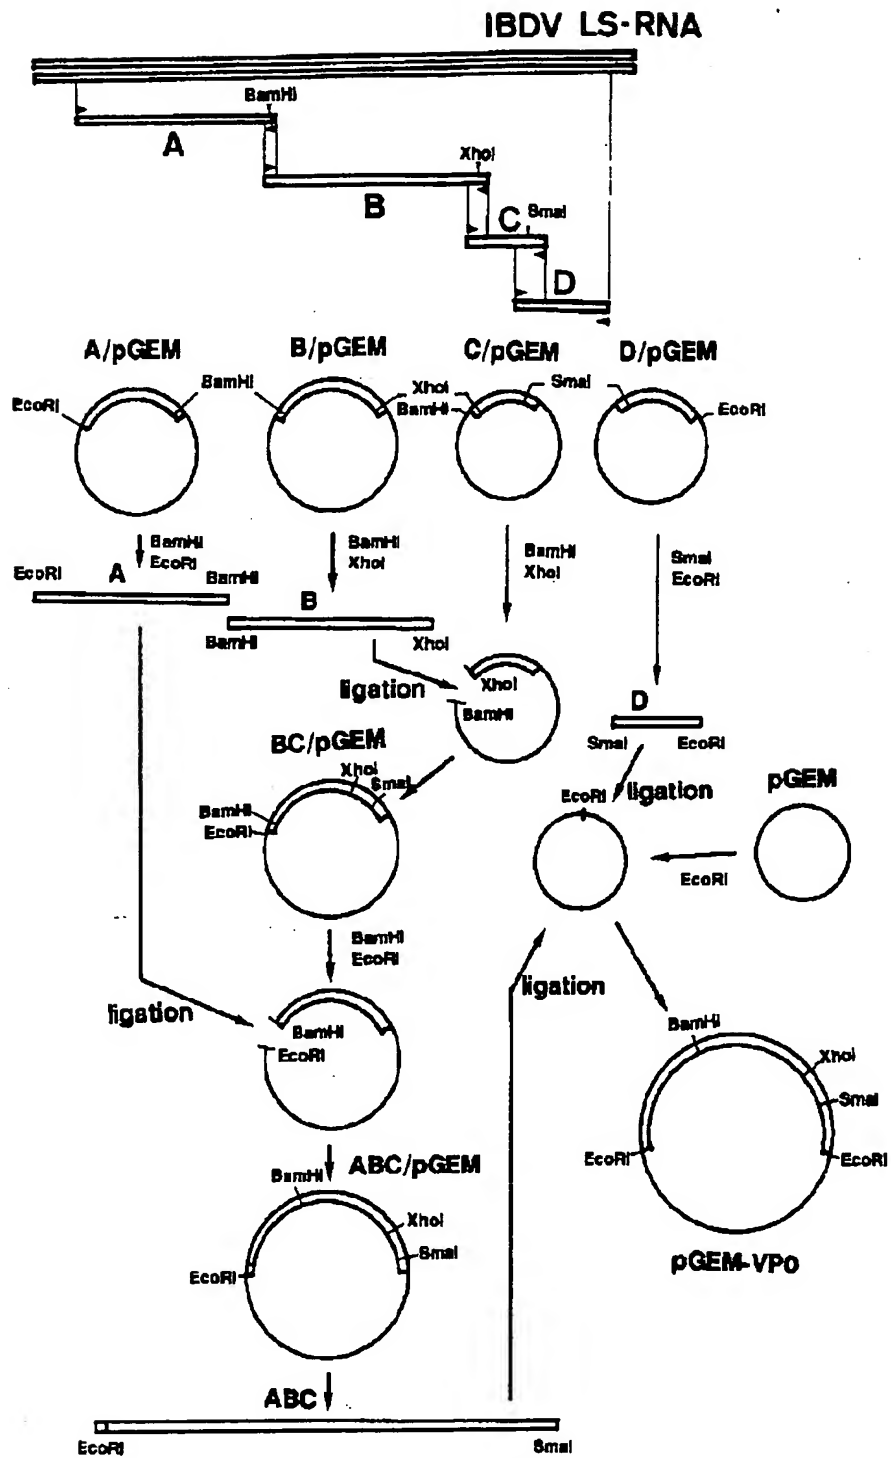 IBDV LS-RNA
BamHI
A
XhoI
B
C
SmaI
D
A/pGEM
B/pGEM
C/pGEM
D/pGEM
EcoRI
BamHI
XhoI
BamHI
SmaI
EcoRI
BamHI
EcoRI
BamHI
XhoI
BamHI
XhoI
SmaI
EcoRI
EcoRI
A
BamHI
B
BamHI
XhoI
ligation
XhoI
BamHI
D
SmaI
EcoRI
BC/pGEM
XhoI
SmaI
BamHI
EcoRI
EcoRI
ligation
pGEM
EcoRI
BamHI
EcoRI
ligation
BamHI
EcoRI
ligation
BamHI
XhoI
SmaI
EcoRI
EcoRI
pGEM-VP0
ABC/pGEM
BamHI
XhoI
SmaI
EcoRI
ABC
EcoRI
SmaI